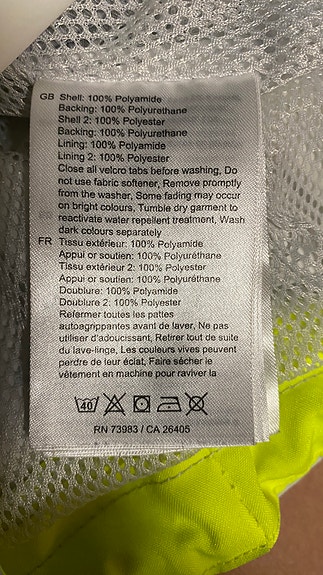 GB Shell: 100% Polyamide
Backing: 100% Polyurethane
Shell 2: 100% Polyester
Backing: 100% Polyurethane
Lining: 100% Polyamide
Lining 2: 100% Polyester
Close all velcro tabs before washing, Do
not use fabric softener, Remove promptly
from the washer, Some fading may occur
on bright colours, Tumble dry garment to
reactivate water repellent treatment, Wash
dark colours separately
FR Tissu extérieur: 100% Polyamide
Appui or soutien: 100% Polyuréthane
Tissu extérieur 2: 100% Polyester
Appui or soutien: 100% Polyuréthane
Doublure: 100% Polyamide
Doublure 2: 100% Polyester
Refermer toutes les pattes
autoagrippantes avant de laver, Ne pas
utiliser d'adoucissant, Retirer tout de suite
du lave-linge, Les couleurs vives peuvent
perdre de leur éclat, Faire sécher le
vêtement en machine pour raviver la
40
RN 73983 / CA 26405